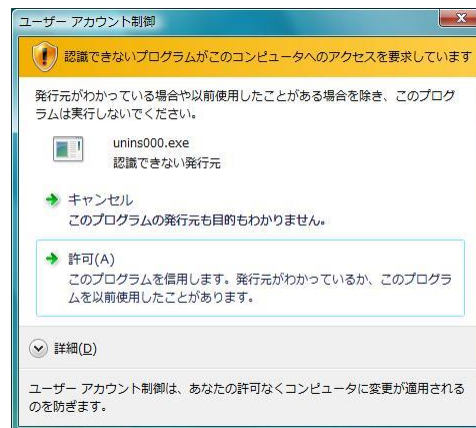 ユーザー アカウント制御
認識できないプログラムがこのコンピュータへのアクセスを要求しています
発行元がわかっている場合や以前使用したことがある場合を除き、このプログ
ラムは実行しないでください。
unins000.exe
認識できない発行元
キャンセル
このプログラムの発行元も目的もわかりません。
許可(A)
このプログラムを信用します。発行元がわかっているか、このプログラ
ムを以前使用したことがあります。
詳細(D)
ユーザー アカウント制御は、あなたの許可なくコンピュータに変更が適用される
のを防ぎます。